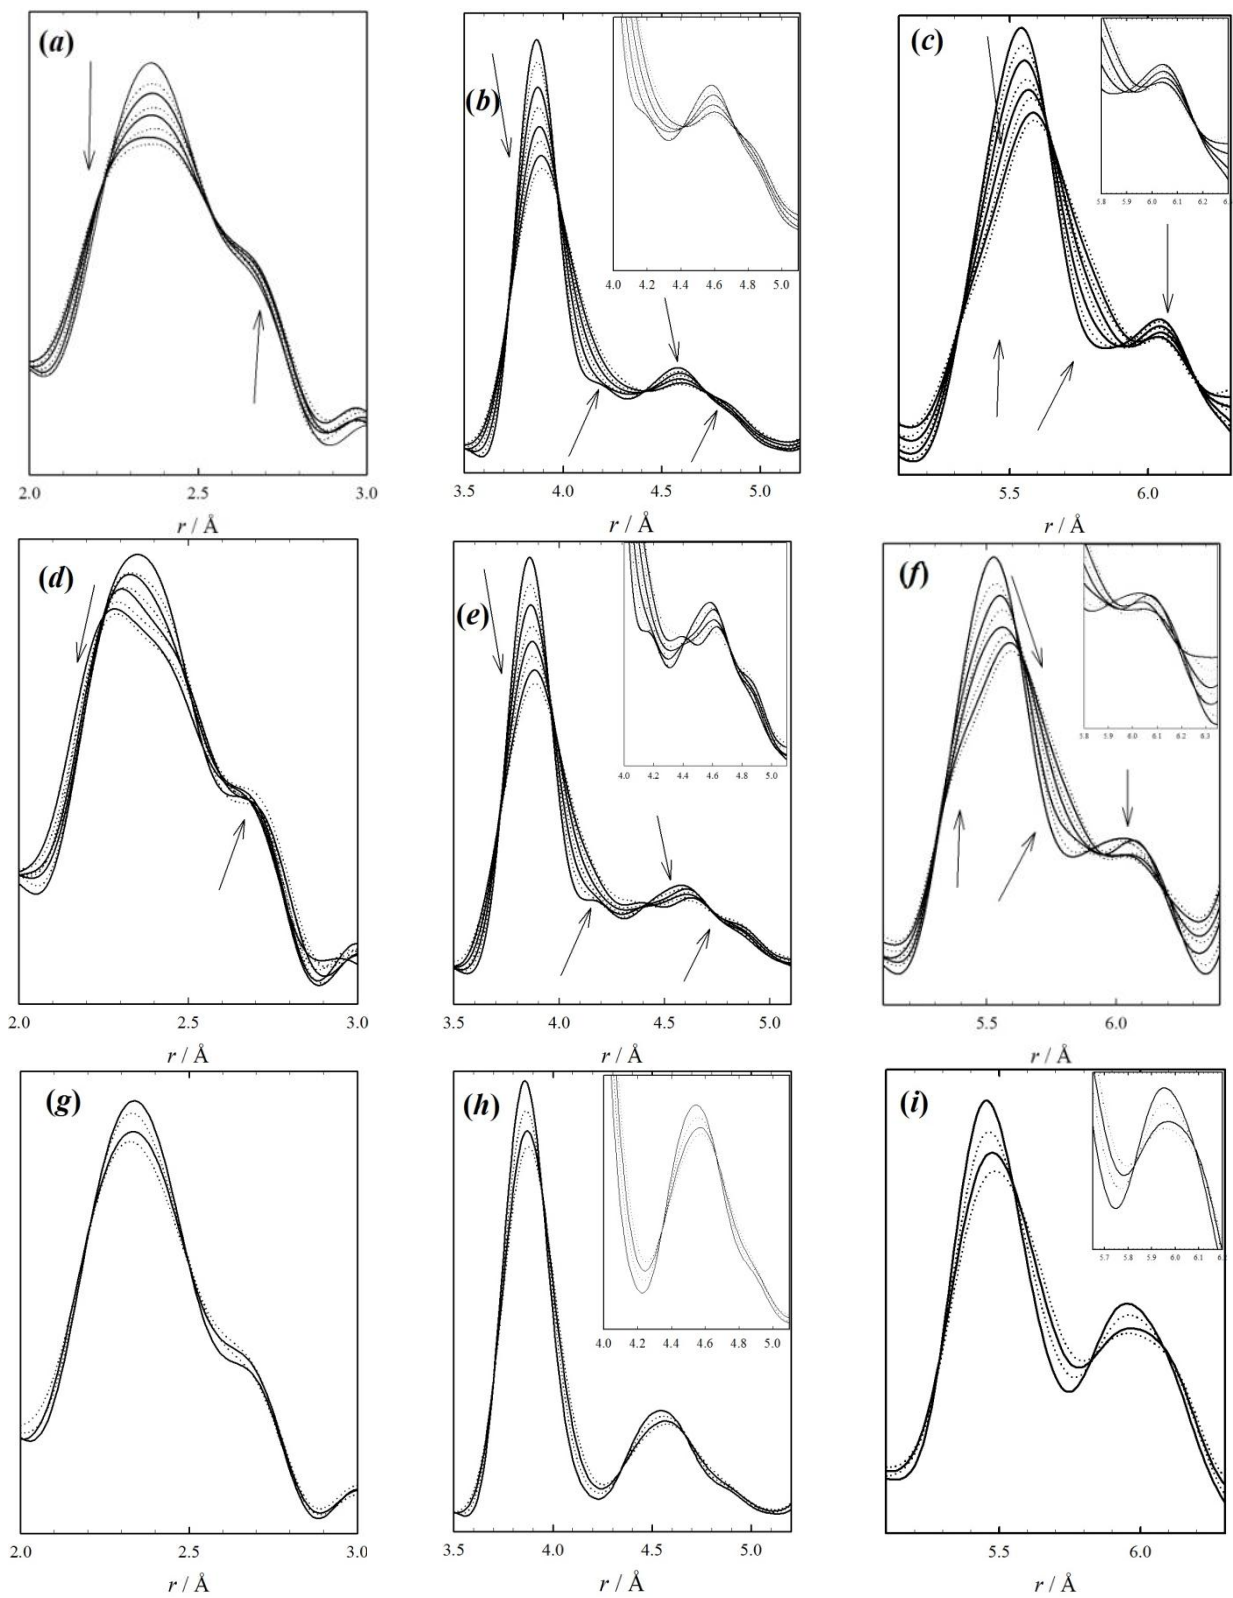 (a)
2.0 2.5 3.0
r / Å
(b)
4.0 4.2 4.4 4.6 4.8 5.0
3.5 4.0 4.5 5.0
r / Å
(c)
5.8 5.9 6.0 6.1 6.2 6.3
5.5 6.0
r / Å
(d)
2.0 2.5 3.0
r / Å
(e)
4.0 4.2 4.4 4.6 4.8 5.0
3.5 4.0 4.5 5.0
r / Å
(f)
5.8 5.9 6.0 6.1 6.2 6.3
5.5 6.0
r / Å
(g)
2.0 2.5 3.0
r / Å
(h)
4.0 4.2 4.4 4.6 4.8 5.0
3.5 4.0 4.5 5.0
r / Å
(i)
5.7 5.8 5.9 6.0 6.1
5.5 6.0
r / Å